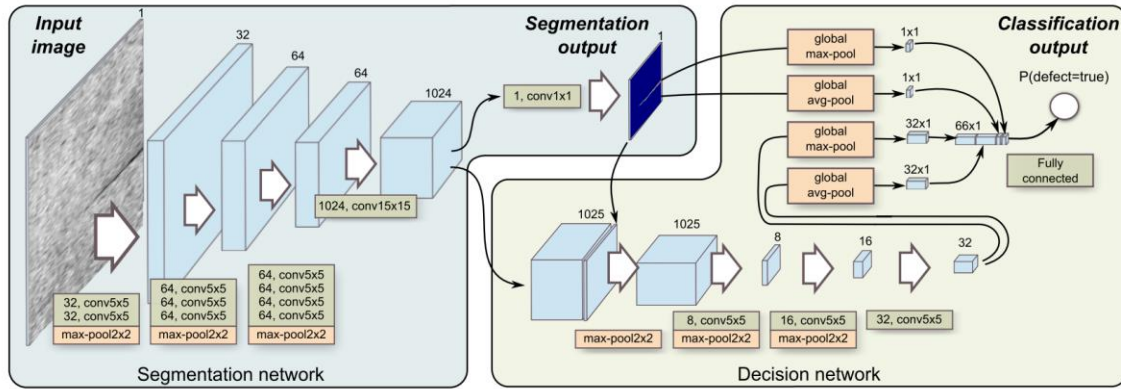 Input
image
1
32
64
64
1024
32, conv5x5
32, conv5x5
max-pool2x2
64, conv5x5
64, conv5x5
64, conv5x5
max-pool2x2
64, conv5x5
64, conv5x5
64, conv5x5
64, conv5x5
max-pool2x2
1024, conv15x15
Segmentation
output
1
1, conv1x1
Segmentation network
1025
1025
8
16
32
max-pool2x2
8, conv5x5
max-pool2x2
16, conv5x5
max-pool2x2
32, conv5x5
global
max-pool
1x1
global
avg-pool
1x1
global
max-pool
32x1
global
avg-pool
32x1
66x1
Classification
output
P(defect=true)
Fully
connected
Decision network